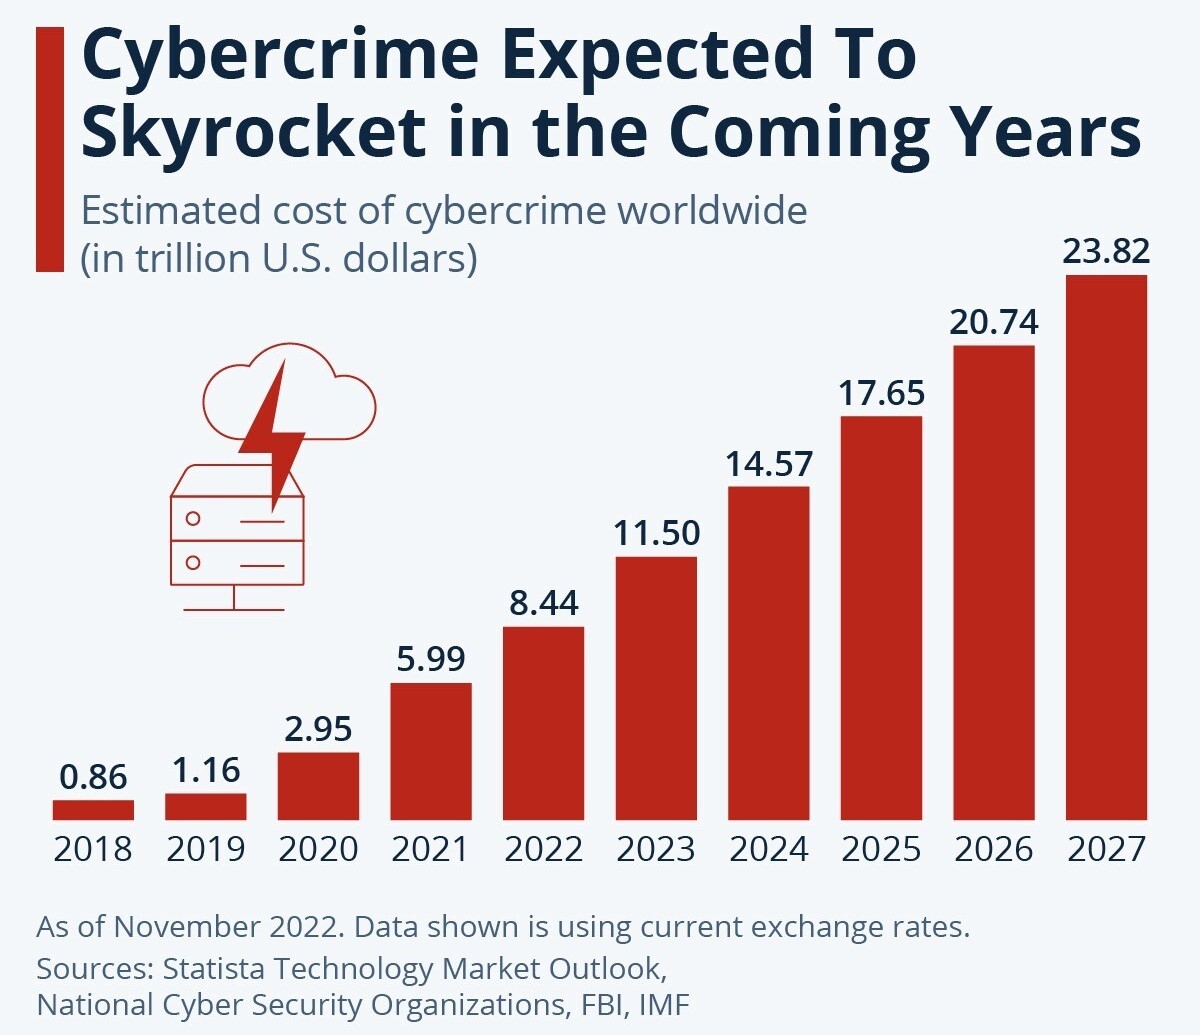 Cybercrime Expected To
Skyrocket in the Coming Years
Estimated cost of cybercrime worldwide
(in trillion U.S. dollars)
0.86
1.16
2.95
5.99
8.44
11.50
14.57
17.65
20.74
23.82
2018 2019 2020 2021 2022 2023 2024 2025 2026 2027
As of November 2022. Data shown is using current exchange rates.
Sources: Statista Technology Market Outlook,
National Cyber Security Organizations, FBI, IMF